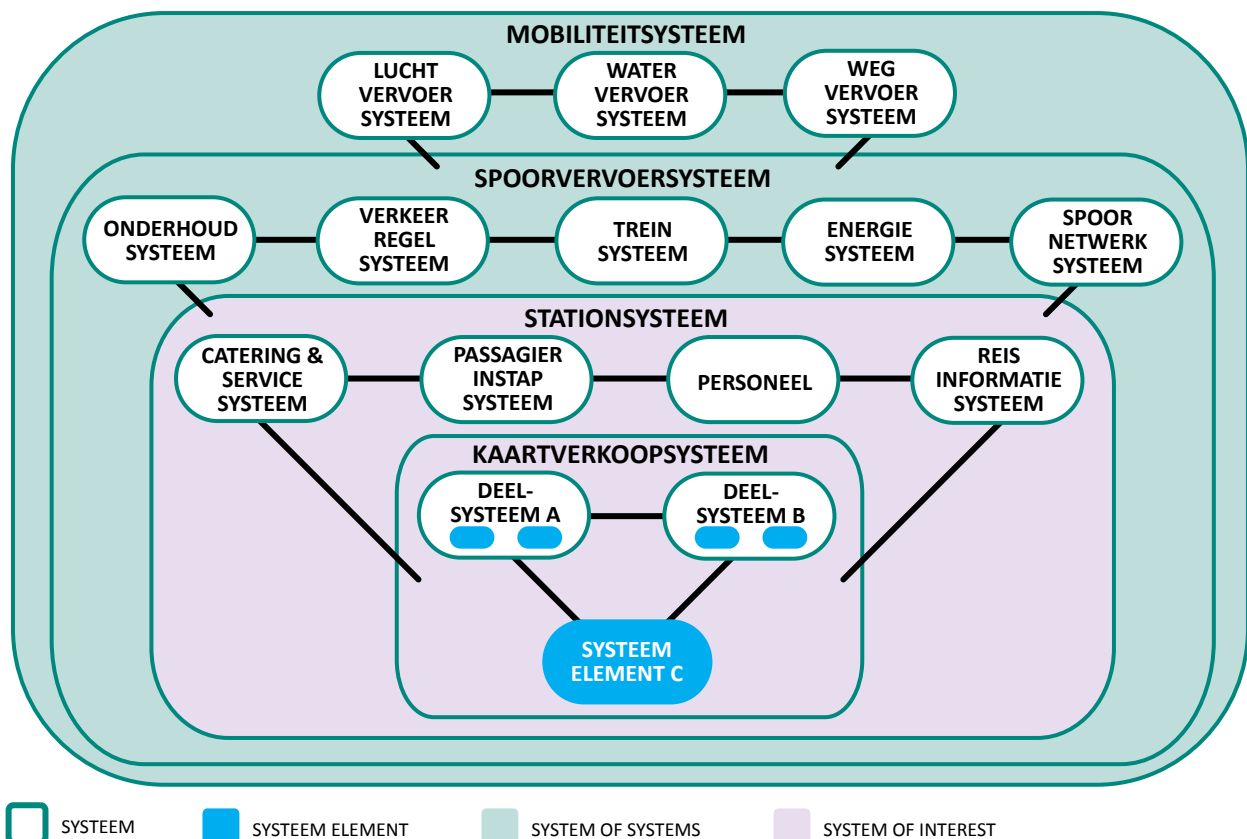 MOBILITEITSYSTEEM
LUCHT
VERVOER
SYSTEEM
WATER
VERVOER
SYSTEEM
WEG
VERVOER
SYSTEEM
SPOORVERVOERSYSTEEM
ONDERHOUD
SYSTEEM
VERKEER
REGEL
SYSTEEM
TREIN
SYSTEEM
ENERGIE
SYSTEEM
SPOOR
NETWERK
SYSTEEM
STATIONSYSTEEM
CATERING &
SERVICE
SYSTEEM
PASSAGIER
INSTAP
SYSTEEM
PERSONEEL
REIS
INFORMATIE
SYSTEEM
KAARTVERKOOPSYSTEEM
DEEL-
SYSTEEM A
DEEL-
SYSTEEM B
SYSTEEM
ELEMENT C
SYSTEEM
SYSTEEM ELEMENT
SYSTEM OF SYSTEMS
SYSTEM OF INTEREST